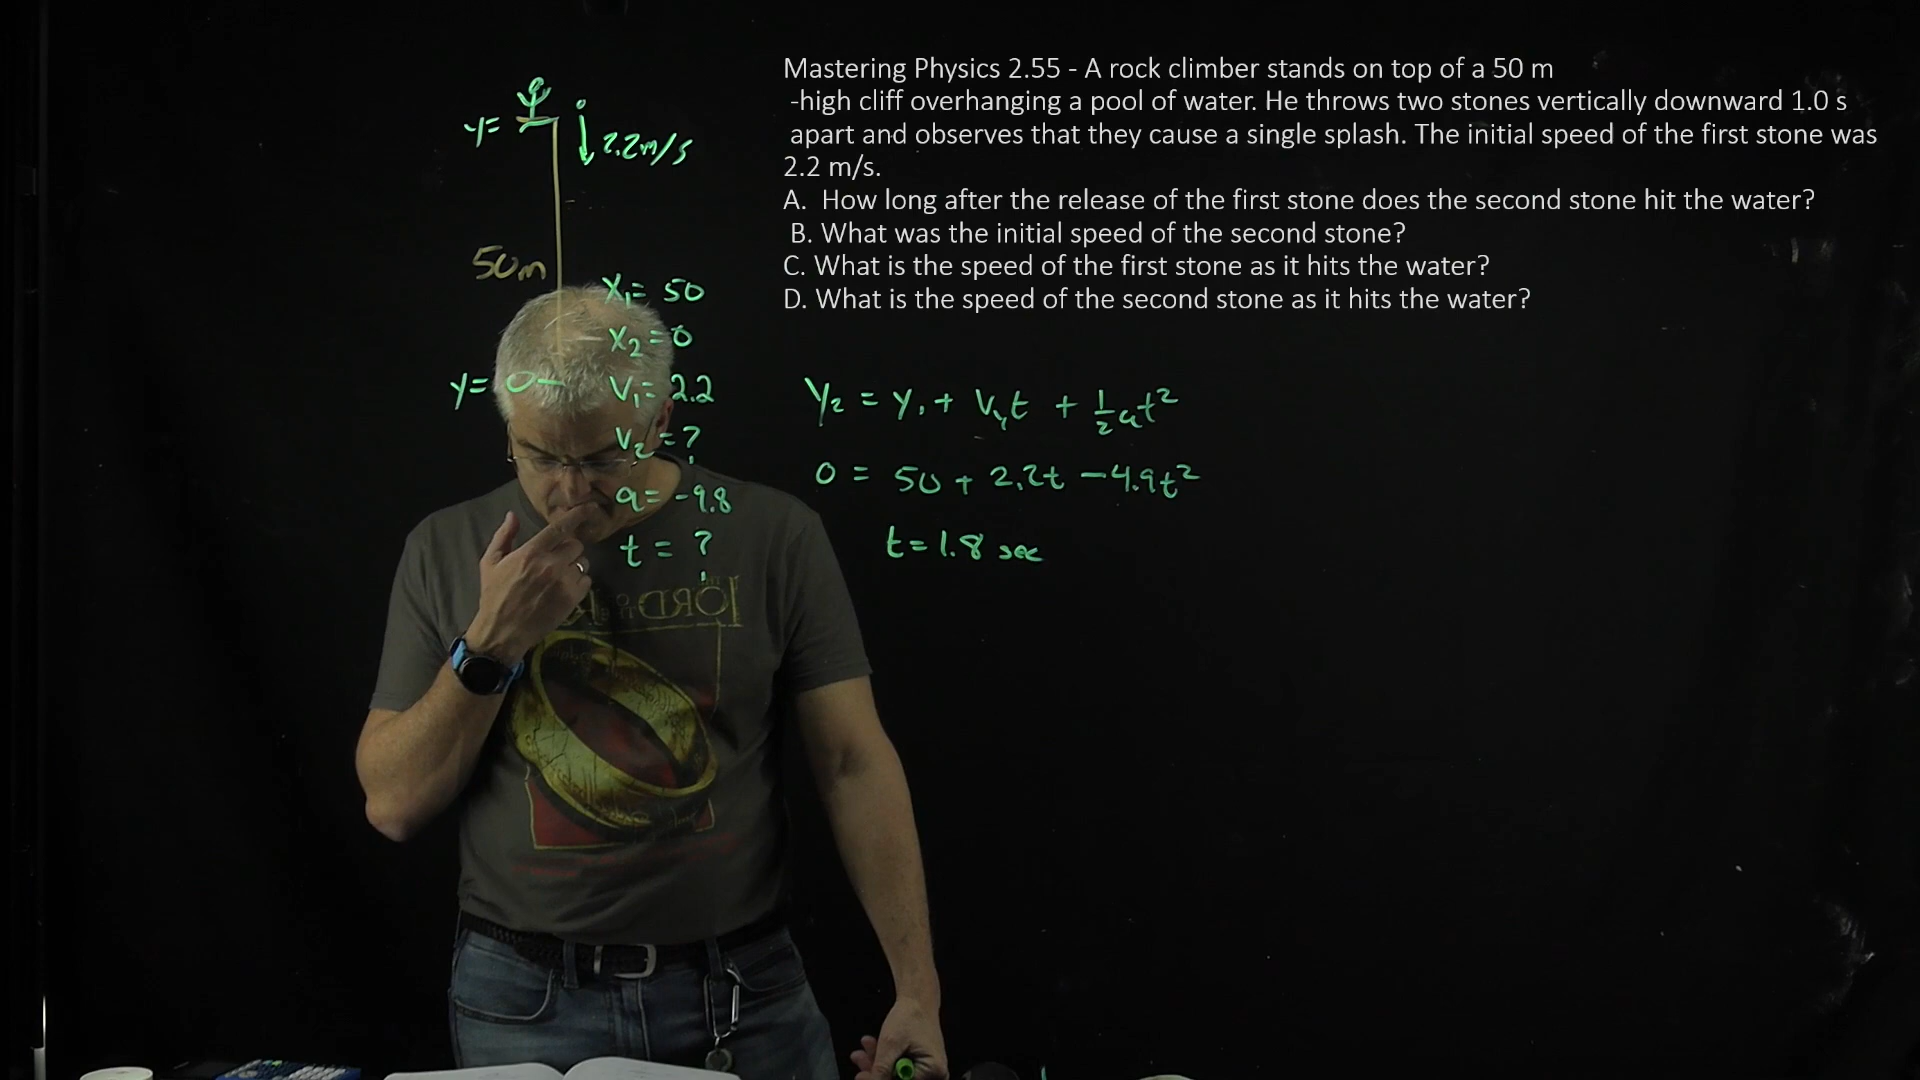 Mastering Physics 2.55 - A rock climber stands on top of a 50 m
-high cliff overhanging a pool of water. He throws two stones vertically downward 1.0 s
apart and observes that they cause a single splash. The initial speed of the first stone was
2.2 m/s.
A. How long after the release of the first stone does the second stone hit the water?
B. What was the initial speed of the second stone?
C. What is the speed of the first stone as it hits the water?
D. What is the speed of the second stone as it hits the water?
y=
2.2m/s
50m
x₁= 50
x₂=0
y= 0
v₁= 2.2
v₂=?
a= -9.8
t = ?
y₂ = y₁ + v₁t + ½at²
0 = 50 + 2.2t -4.9t²
t= 1.8 sec
LORD